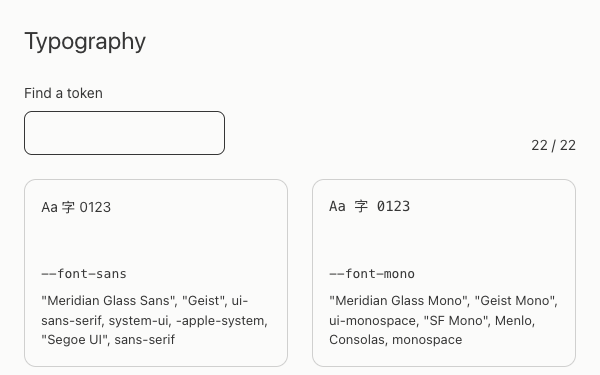 Typography
Find a token
22 / 22
Aa 字 0123
--font-sans
"Meridian Glass Sans", "Geist", ui-
sans-serif, system-ui, -apple-system,
"Segoe UI", sans-serif
Aa 字 0123
--font-mono
"Meridian Glass Mono", "Geist Mono",
ui-monospace, "SF Mono", Menlo,
Consolas, monospace